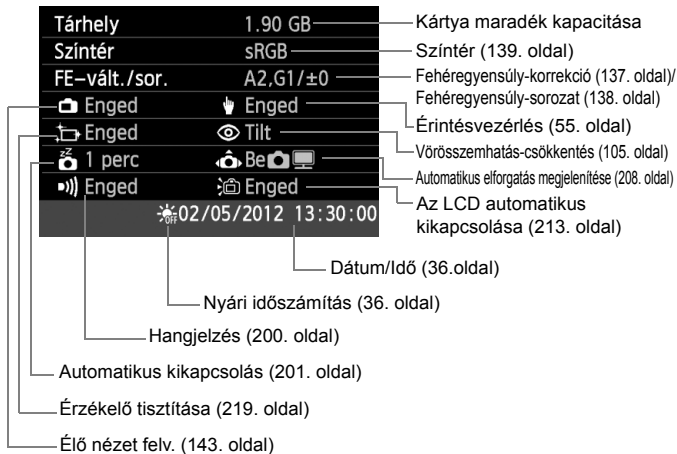 Tárhely 1.90 GB
Színtér sRGB
FE–vált./sor. A2,G1/±0
Enged Enged
Enged Tilt
zZ 1 perc Be
Enged Enged
OFF 02/05/2012 13:30:00
Kártya maradék kapacitása
Színtér (139. oldal)
Fehéregyensúly-korrekció (137. oldal)/
Fehéregyensúly-sorozat (138. oldal)
Érintésvezérlés (55. oldal)
Vörösszemhatás-csökkentés (105. oldal)
Automatikus elforgatás megjelenítése (208. oldal)
Az LCD automatikus
kikapcsolása (213. oldal)
Dátum/Idő (36.oldal)
Nyári időszámítás (36. oldal)
Hangjelzés (200. oldal)
Automatikus kikapcsolás (201. oldal)
Érzékelő tisztítása (219. oldal)
Élő nézet felv. (143. oldal)